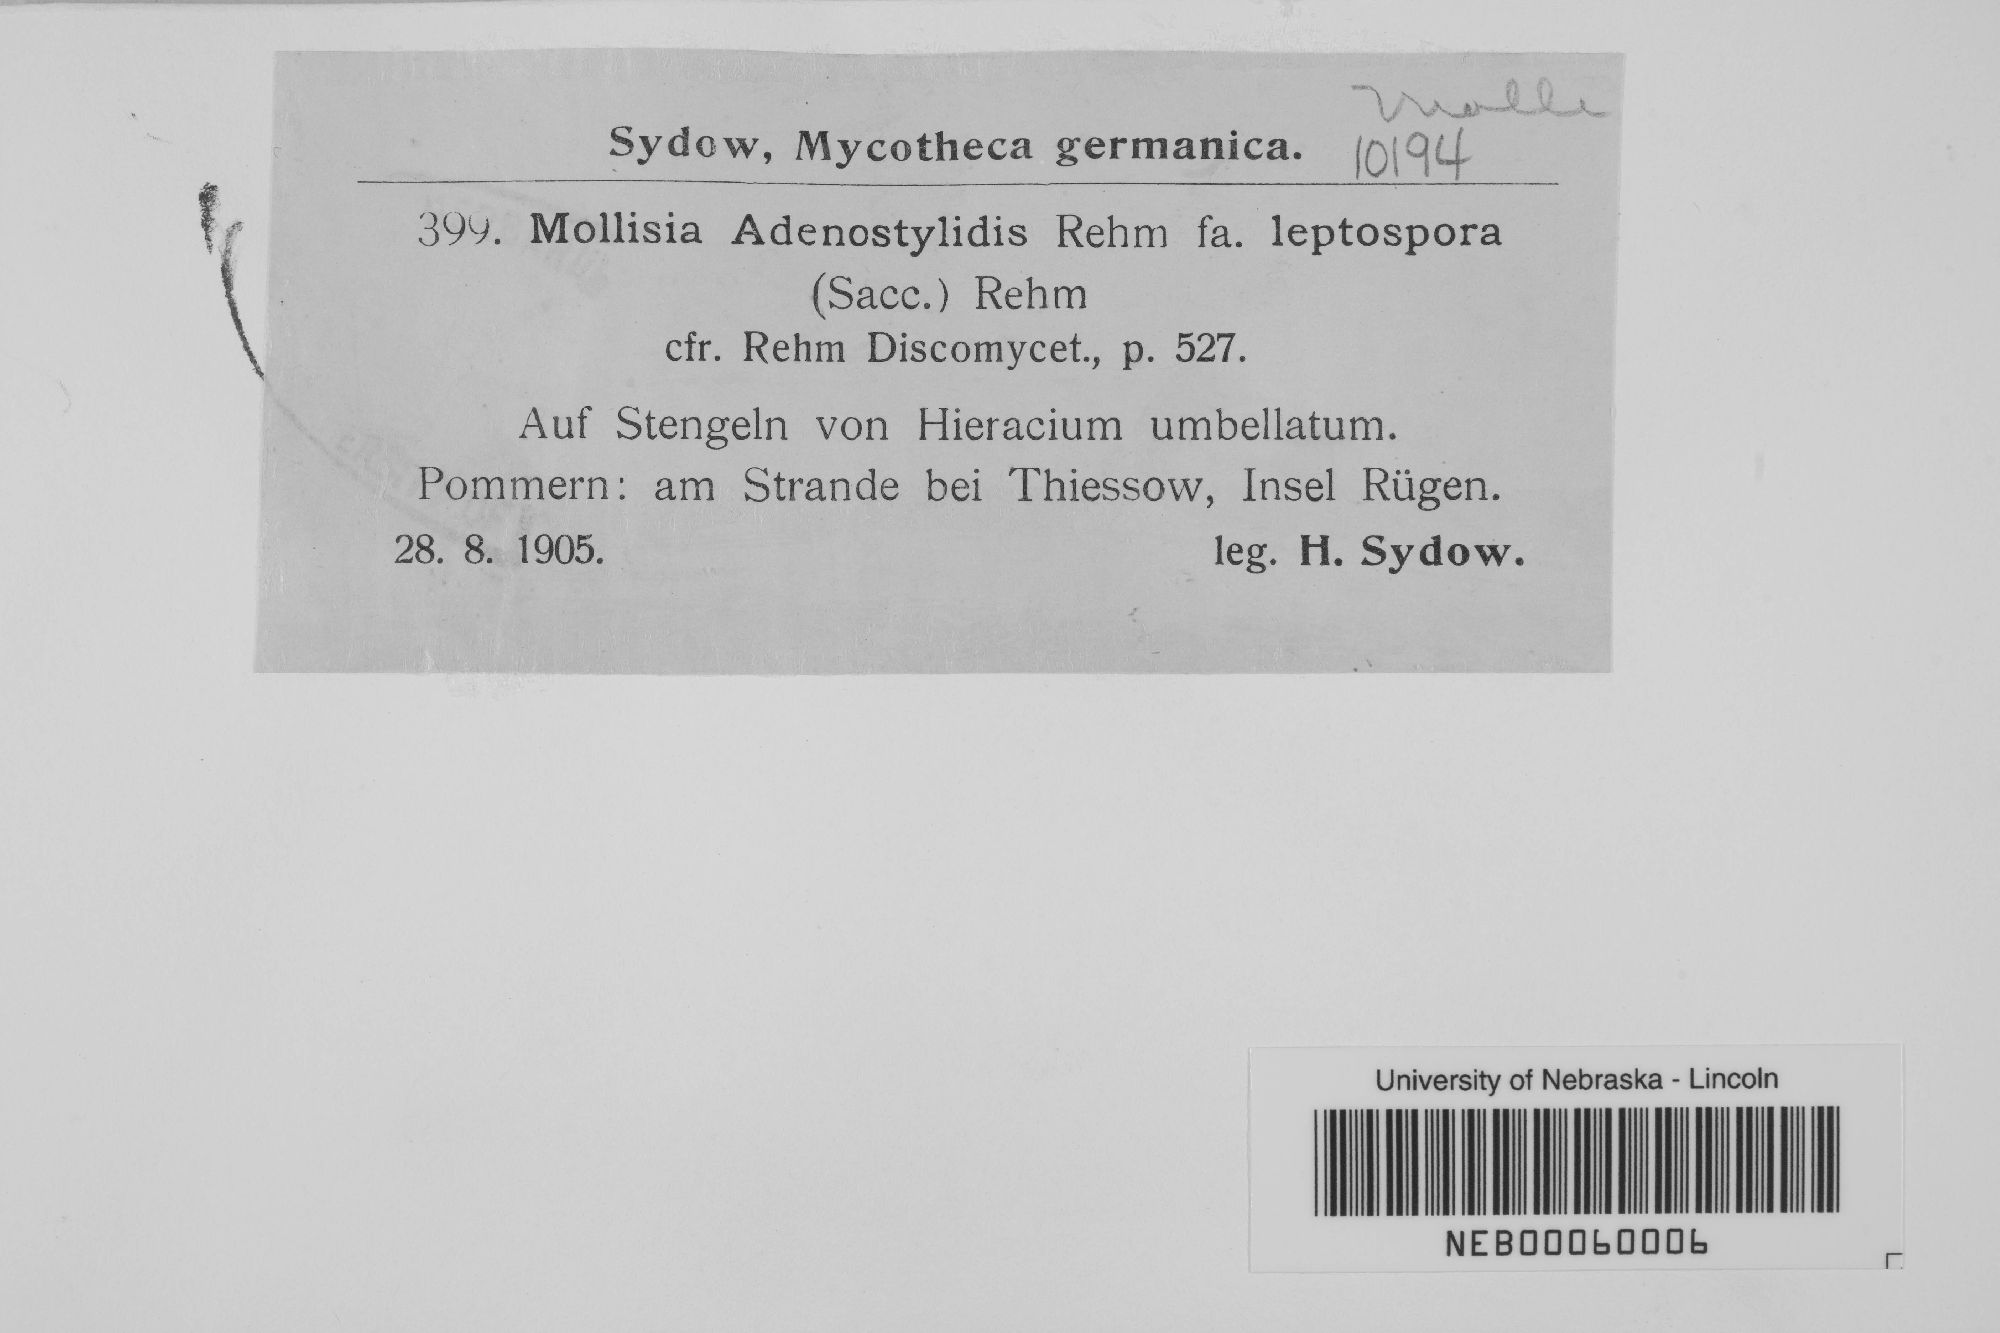 10194
Sydow, Mycotheca germanica.
399. Mollisia Adenostylidis Rehm fa. leptospora
(Sacc.) Rehm
cfr. Rehm Discomycet., p. 527.
Auf Stengeln von Hieracium umbellatum.
Pommern: am Strande bei Thiessow, Insel Rügen.
28. 8. 1905. leg. H. Sydow.
University of Nebraska - Lincoln
NEB00060006